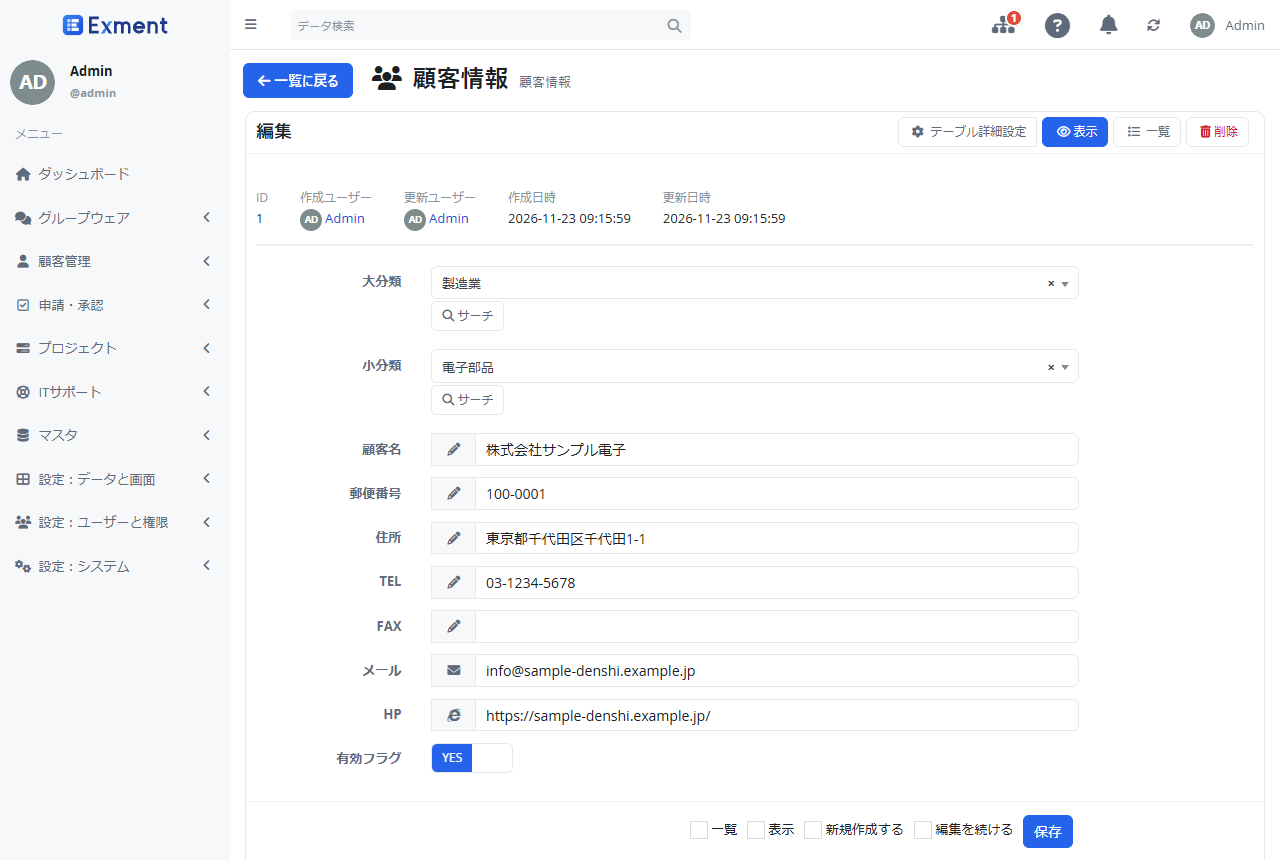 Exment
データ検索
1
?
AD
Admin
AD
Admin
@admin
メニュー
ダッシュボード
グループウェア
顧客管理
申請・承認
プロジェクト
ITサポート
マスタ
設定：データと画面
設定：ユーザーと権限
設定：システム
一覧に戻る
顧客情報
顧客情報
編集
テーブル詳細設定
表示
一覧
削除
ID
作成ユーザー
更新ユーザー
作成日時
更新日時
1
AD Admin
AD Admin
2026-11-23 09:15:59
2026-11-23 09:15:59
大分類
製造業
×
サーチ
小分類
電子部品
×
サーチ
顧客名
株式会社サンプル電子
郵便番号
100-0001
住所
東京都千代田区千代田1-1
TEL
03-1234-5678
FAX
メール
info@sample-denshi.example.jp
HP
https://sample-denshi.example.jp/
有効フラグ
YES
一覧
表示
新規作成する
編集を続ける
保存